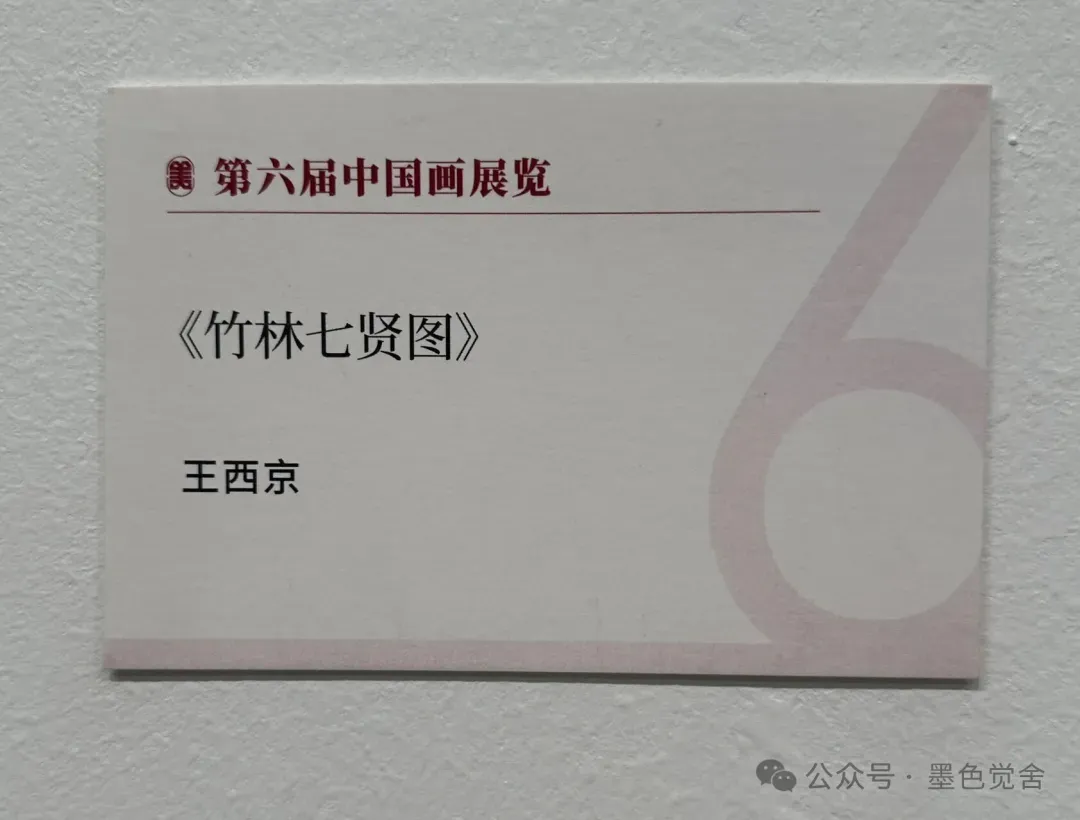 美 第六届中国画展览
《竹林七贤图》
王西京
6
公众号 · 墨色觉舍